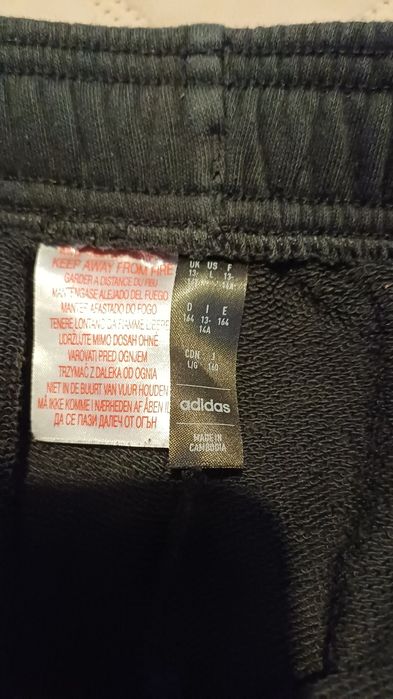 KEEP AWAY FROM FIRE
GARDER A DISTANCE DU FEU
MANTENGASE ALEJADO DEL FUEGO
MANTER AFASTADO DO FOGO
TENERE LONTANO DA FIAMME LIBERE
UDRŽUJTE MIMO DOSAH OHNĚ
VAROVATI PRED OGNJEM
TRZYMAĆ Z DALEKA OD OGNIA
NIET IN DE BUURT VAN VUUR HOUDEN
MÅ IKKE KOMME I NÆRHEDEN AF ÅBEN
ДА СЕ ПАЗИ ДАЛЕЧ ОТ ОГЪН
UK US F
13- L 13-
14A
D I E
164 13- 164
14A
CDN J
L/G 160
adidas
MADE IN
CAMBODIA